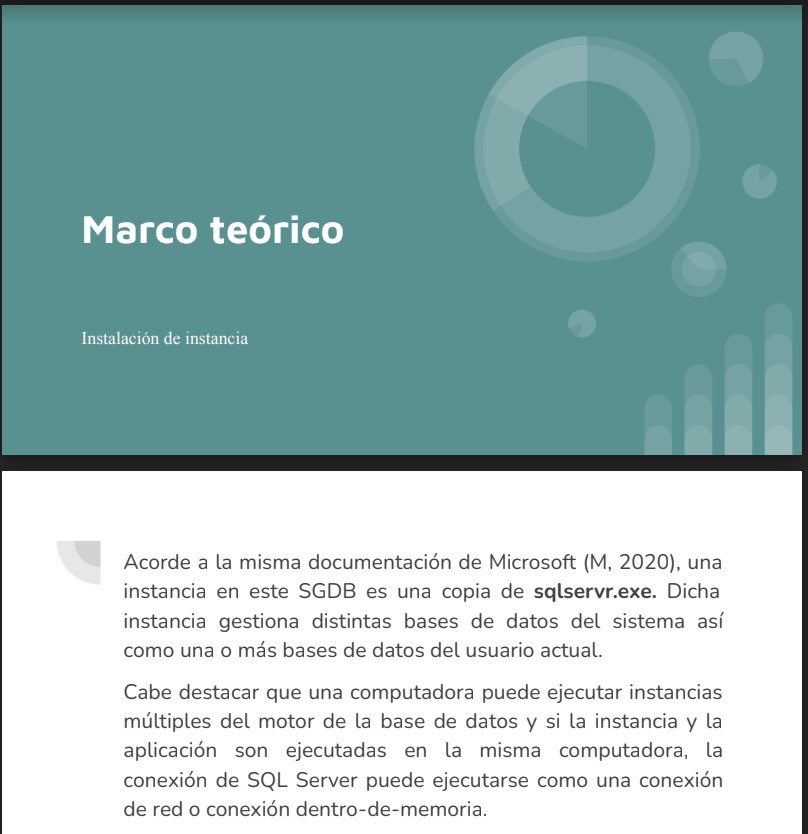 Marco teórico
Instalación de instancia
Acorde a la misma documentación de Microsoft (M, 2020), una
instancia en este SGDB es una copia de sqlservr.exe. Dicha
instancia gestiona distintas bases de datos del sistema así
como una o más bases de datos del usuario actual.
Cabe destacar que una computadora puede ejecutar instancias
múltiples del motor de la base de datos y si la instancia y la
aplicación son ejecutadas en la misma computadora, la
conexión de SQL Server puede ejecutarse como una conexión
de red o conexión dentro-de-memoria.